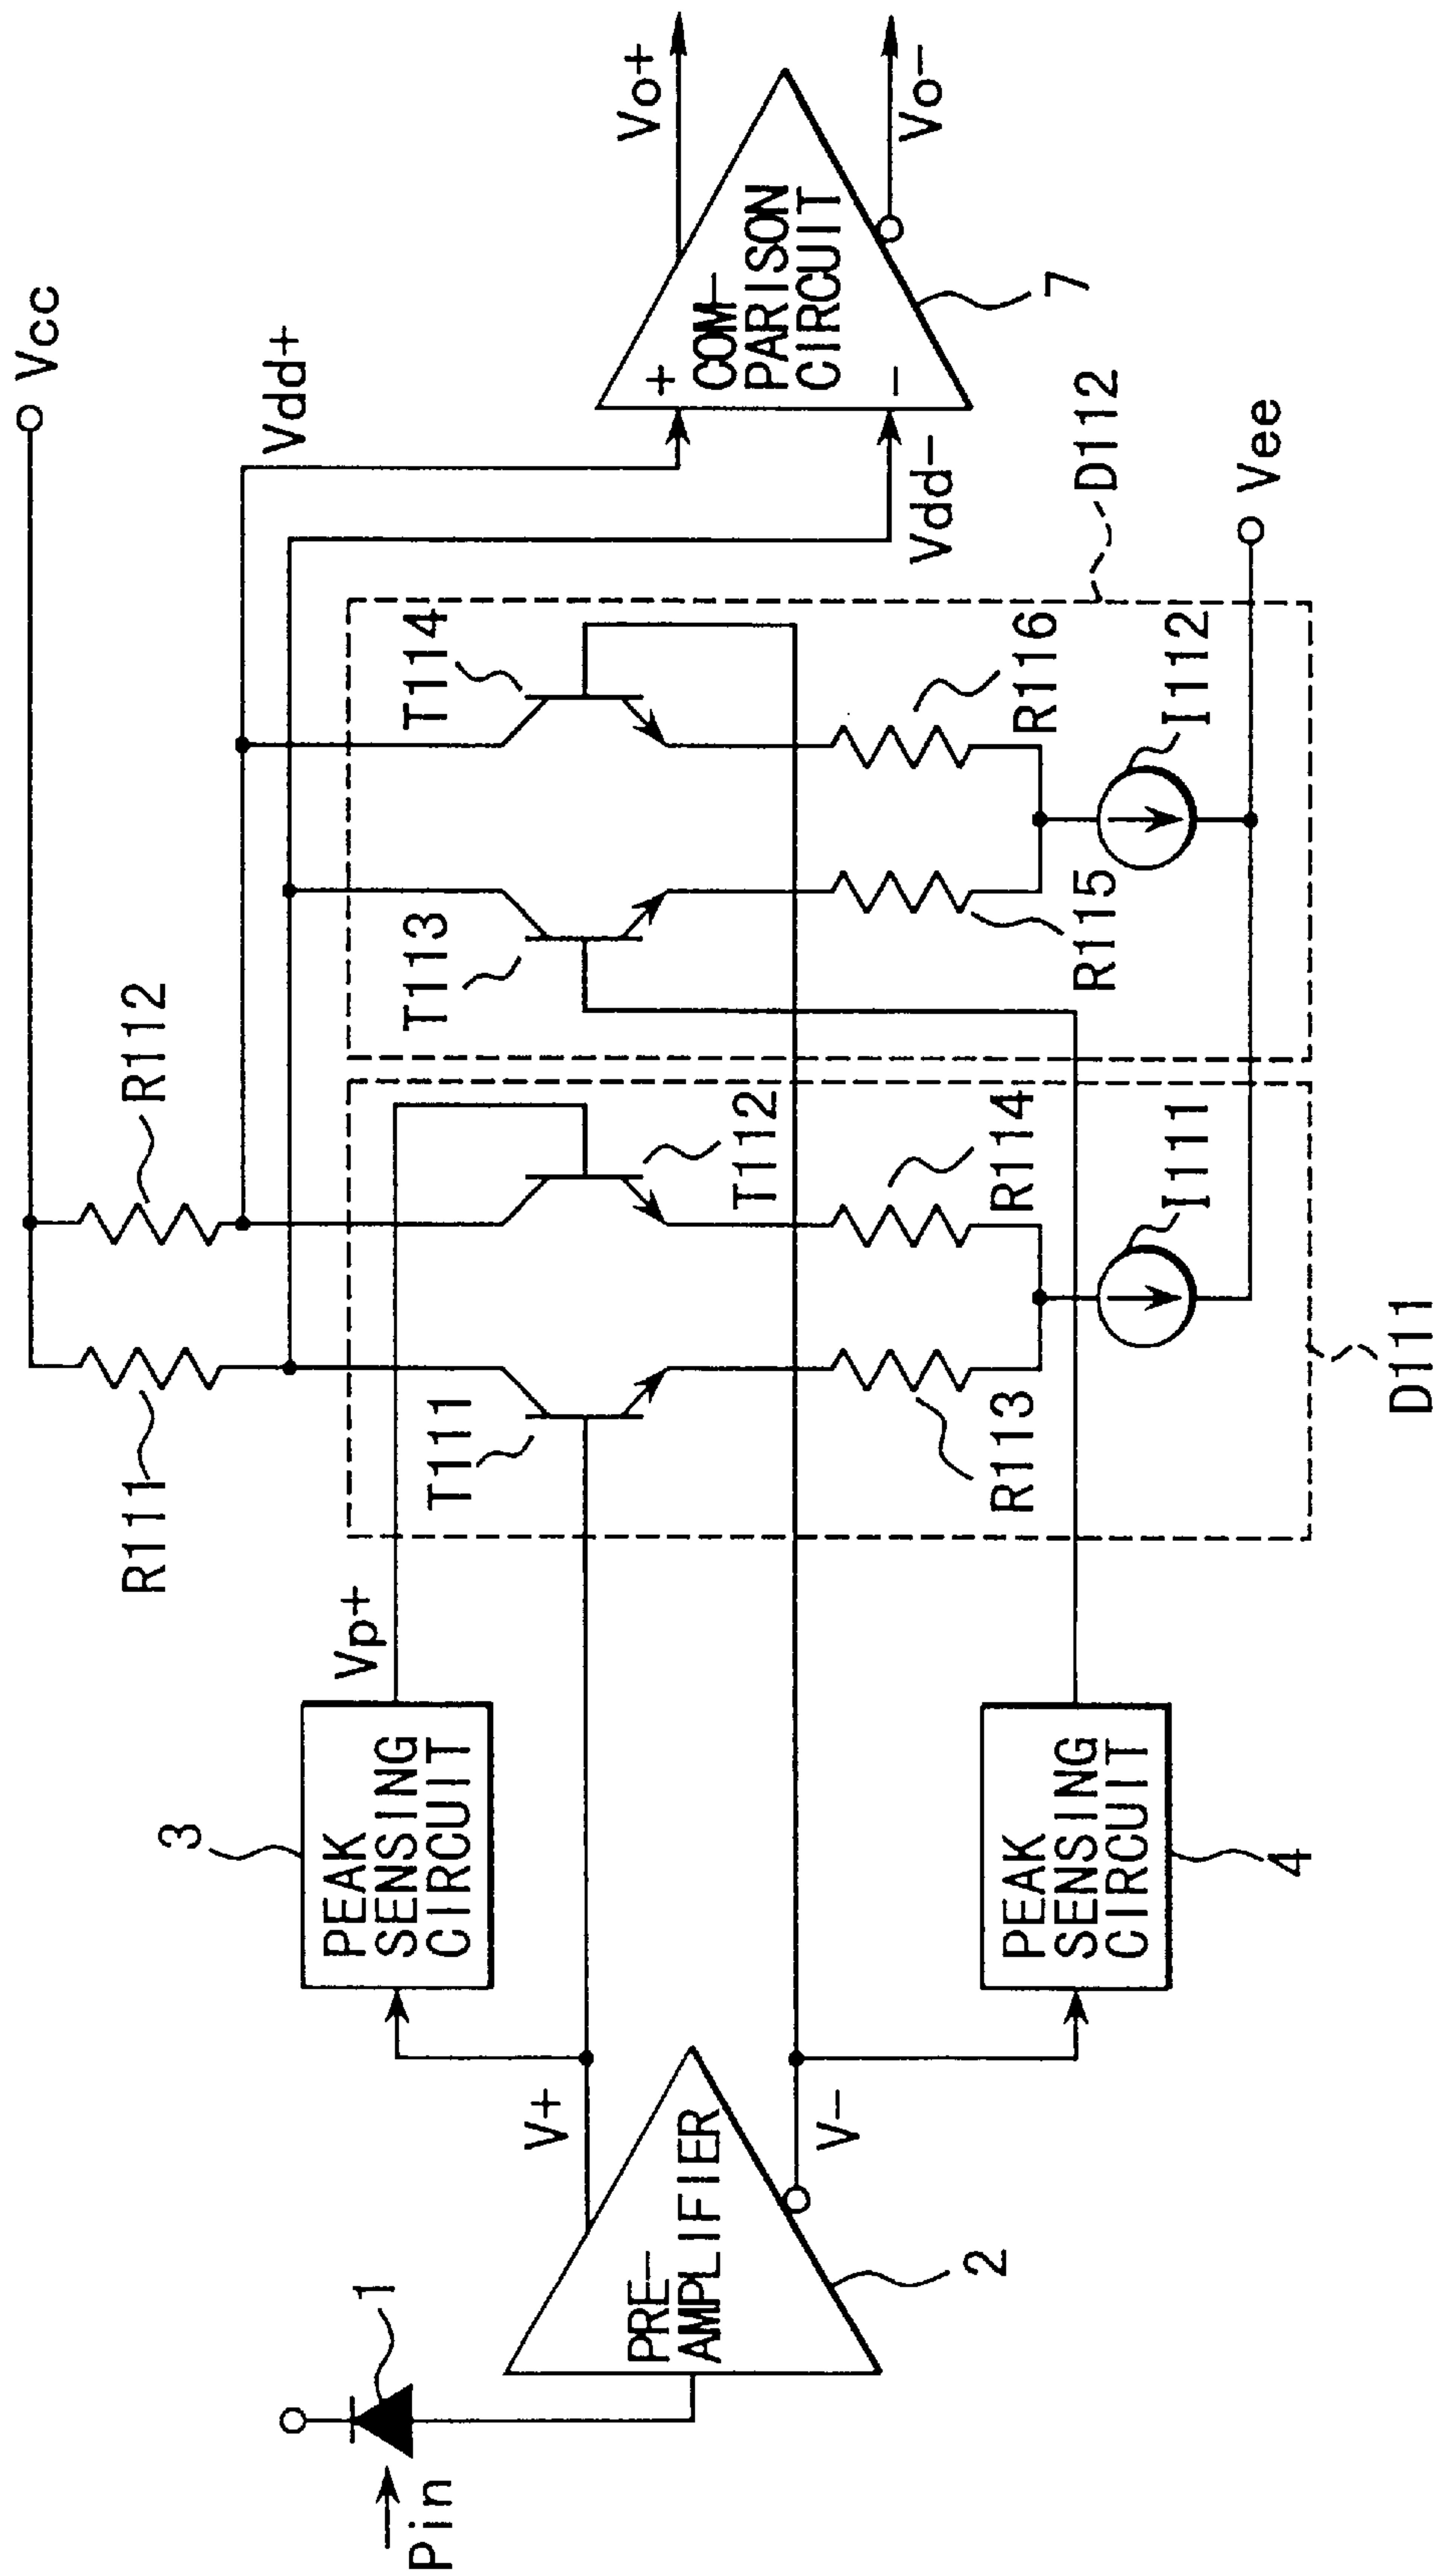 Vcc
R111
R112
Vdd+
3
PEAK
SENSING
CIRCUIT
Vp+
T111
T112
T113
T114
Vo+
1
Pin
V+
PRE-
AMPLIFIER
2
V-
+
COM-
PARISON
CIRCUIT
-
7
Vo-
Vdd-
R113
R114
R115
R116
D112
4
PEAK
SENSING
CIRCUIT
I111
I112
Vee
D111